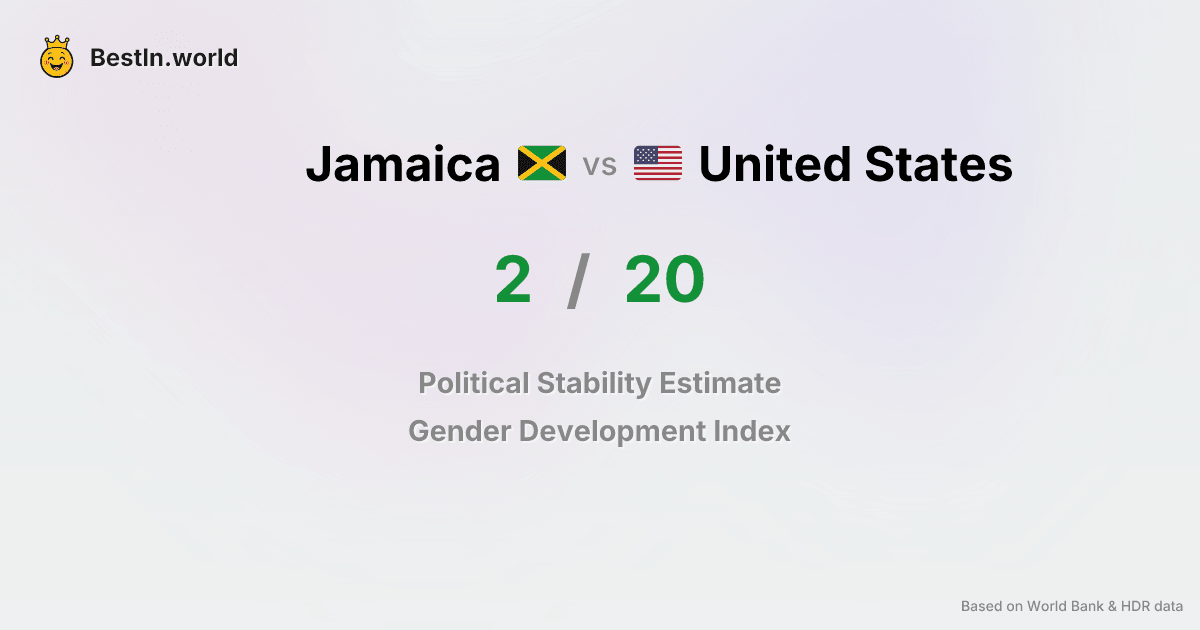 BestIn.world
Jamaica vs United States
2 / 20
Political Stability Estimate
Gender Development Index
Based on World Bank & HDR data